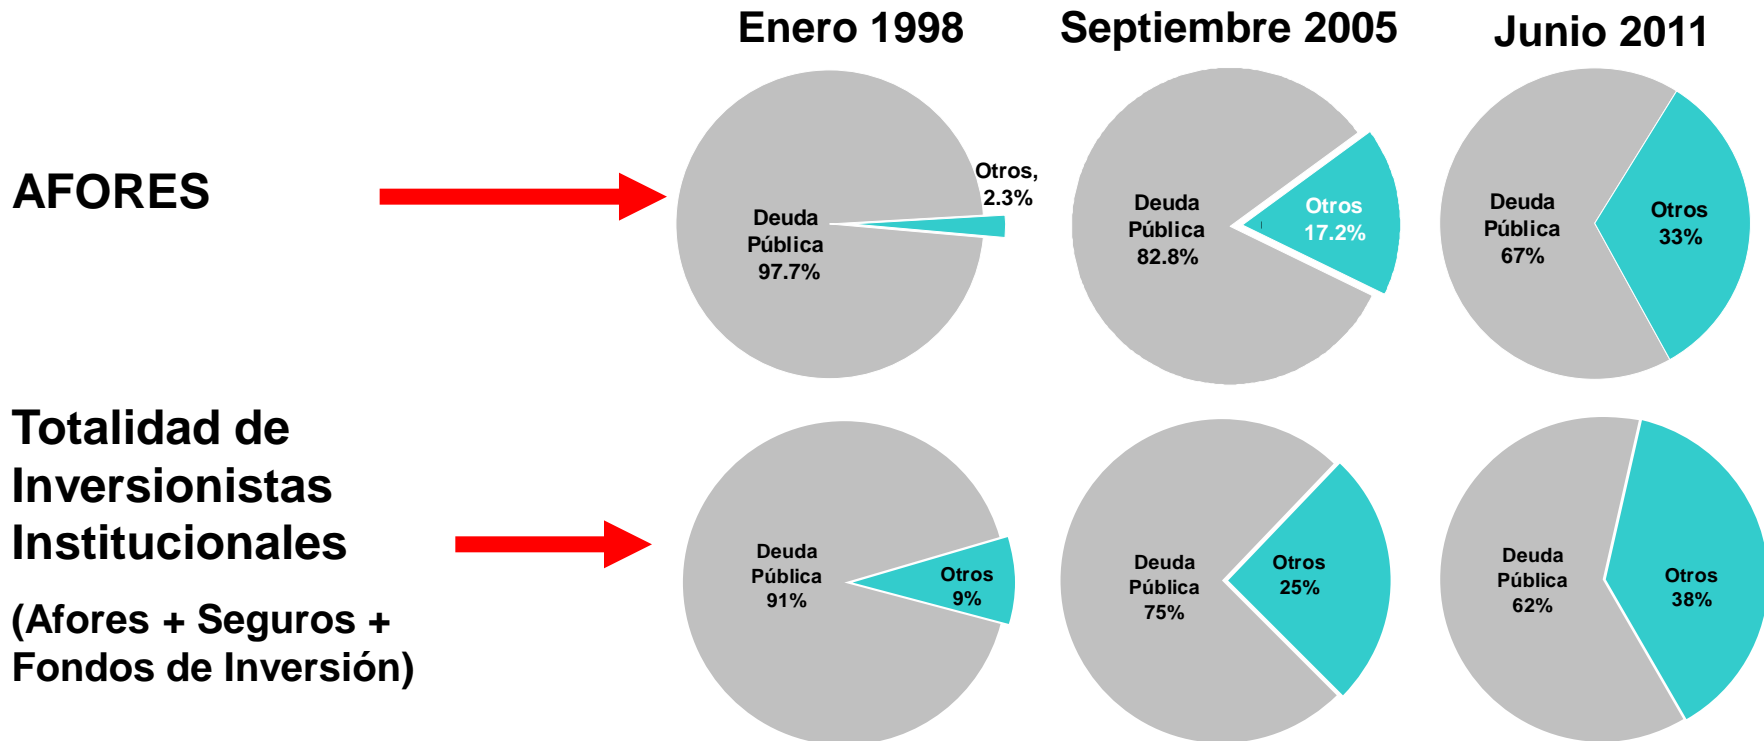 Enero 1998
Septiembre 2005
Junio 2011
AFORES
Deuda
Pública
97.7%
Otros,
2.3%
Deuda
Pública
82.8%
Otros
17.2%
Deuda
Pública
67%
Otros
33%
Totalidad de
Inversionistas
Institucionales
(Afores + Seguros +
Fondos de Inversión)
Deuda
Pública
91%
Otros
9%
Deuda
Pública
75%
Otros
25%
Deuda
Pública
62%
Otros
38%